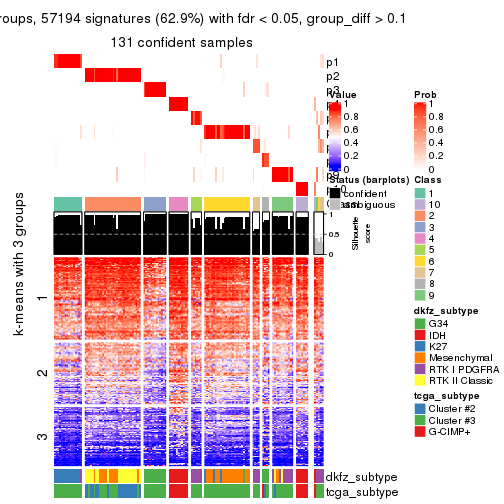 roups, 57194 signatures (62.9%) with fdr < 0.05, group_diff > 0.1
131 confident samples
p1
p2
p3
Value
1
0.8
0.6
0.4
0.2
0
Prob
1
0.8
0.6
0.4
0.2
0
Status (barplots)
Confident
Ambiguous
Class
1
10
2
3
4
5
6
7
8
9
1
0.5
0
Silhouette
score
k-means with 3 groups
1
2
3
dkfz_subtype
G34
IDH
K27
Mesenchymal
RTK I PDGFRA
RTK II Classic
tcga_subtype
Cluster #2
Cluster #3
G-CIMP+
dkfz_subtype
tcga_subtype